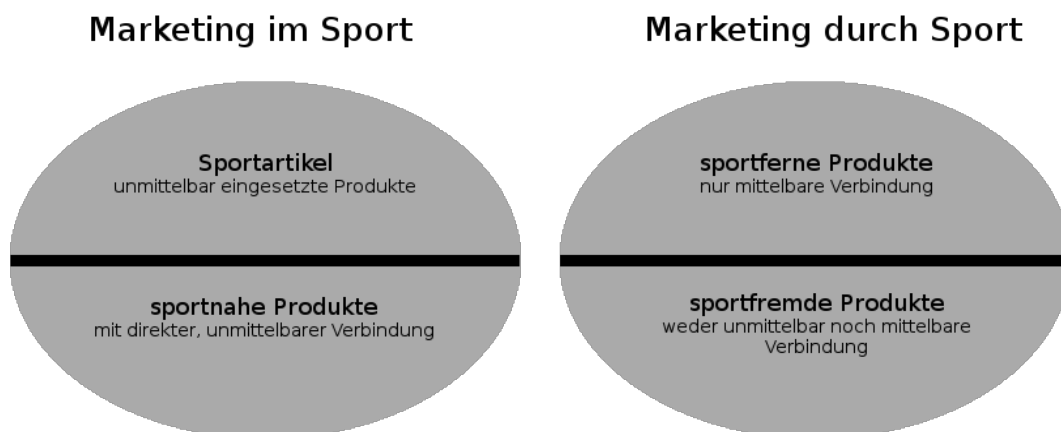 Marketing im Sport
Sportartikel
unmittelbar eingesetzte Produkte
sportnahe Produkte
mit direkter, unmittelbarer Verbindung
Marketing durch Sport
sportferne Produkte
nur mittelbare Verbindung
sportfremde Produkte
weder unmittelbar noch mittelbare
Verbindung